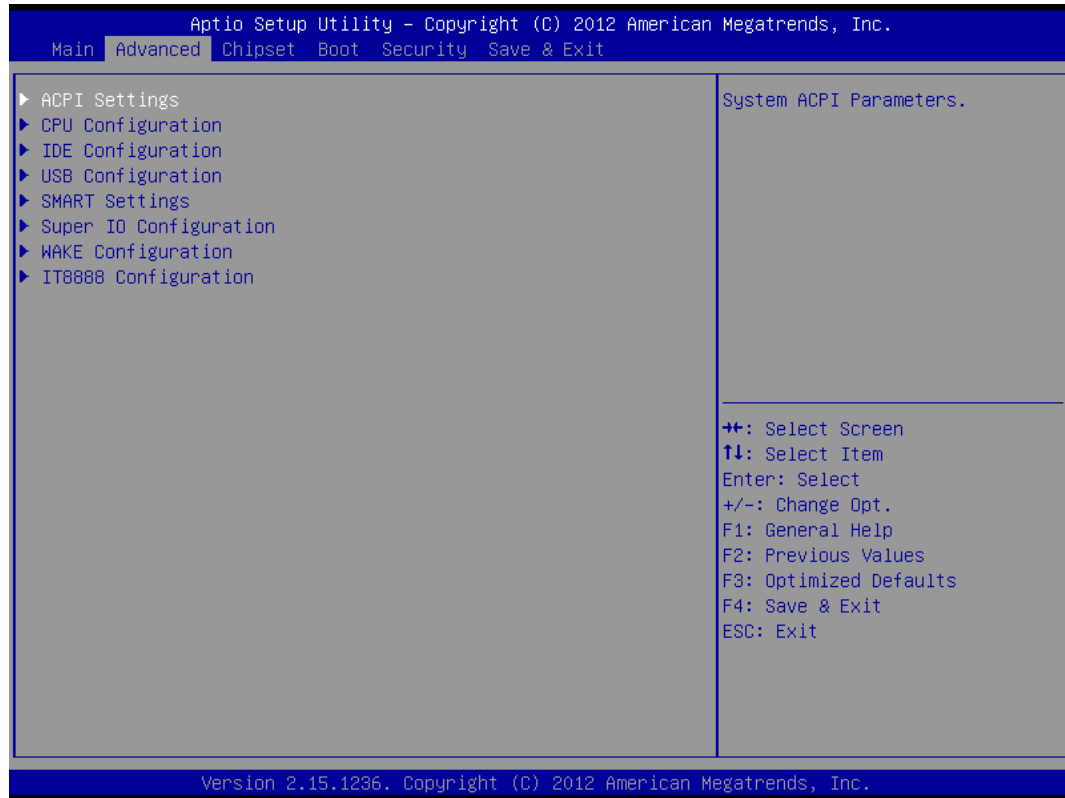 Aptio Setup Utility – Copyright (C) 2012 American Megatrends, Inc.
Main Advanced Chipset Boot Security Save & Exit
▶ ACPI Settings
▶ CPU Configuration
▶ IDE Configuration
▶ USB Configuration
▶ SMART Settings
▶ Super IO Configuration
▶ WAKE Configuration
▶ IT8888 Configuration
System ACPI Parameters.
→←: Select Screen
↑↓: Select Item
Enter: Select
+/-: Change Opt.
F1: General Help
F2: Previous Values
F3: Optimized Defaults
F4: Save & Exit
ESC: Exit
Version 2.15.1236. Copyright (C) 2012 American Megatrends, Inc.